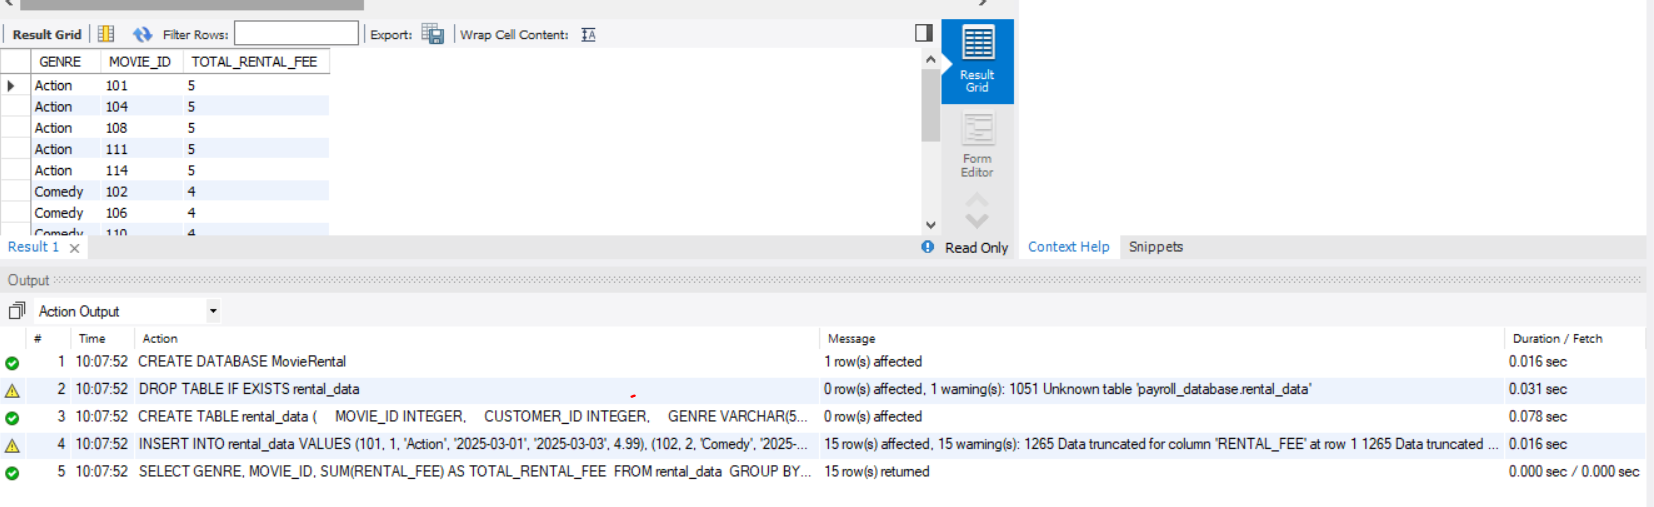 Result Grid Filter Rows: Export: Wrap Cell Content: IA
GENRE MOVIE_ID TOTAL_RENTAL_FEE
Action 101 5
Action 104 5
Action 108 5
Action 111 5
Action 114 5
Comedy 102 4
Comedy 106 4
Comedy 110 4
Result
Grid
Form
Editor
Result 1 Read Only Context Help Snippets
Output
Action Output
# Time Action Message Duration / Fetch
1 10:07:52 CREATE DATABASE MovieRental 1 row(s) affected 0.016 sec
2 10:07:52 DROP TABLE IF EXISTS rental_data 0 row(s) affected, 1 warning(s): 1051 Unknown table 'payroll_database.rental_data' 0.031 sec
3 10:07:52 CREATE TABLE rental_data ( MOVIE_ID INTEGER, CUSTOMER_ID INTEGER, GENRE VARCHAR(5... 0 row(s) affected 0.078 sec
4 10:07:52 INSERT INTO rental_data VALUES (101, 1, 'Action', '2025-03-01', '2025-03-03', 4.99), (102, 2, 'Comedy', '2025-... 15 row(s) affected, 15 warning(s): 1265 Data truncated for column 'RENTAL_FEE' at row 1 1265 Data truncated ... 0.016 sec
5 10:07:52 SELECT GENRE, MOVIE_ID, SUM(RENTAL_FEE) AS TOTAL_RENTAL_FEE FROM rental_data GROUP BY... 15 row(s) returned 0.000 sec / 0.000 sec